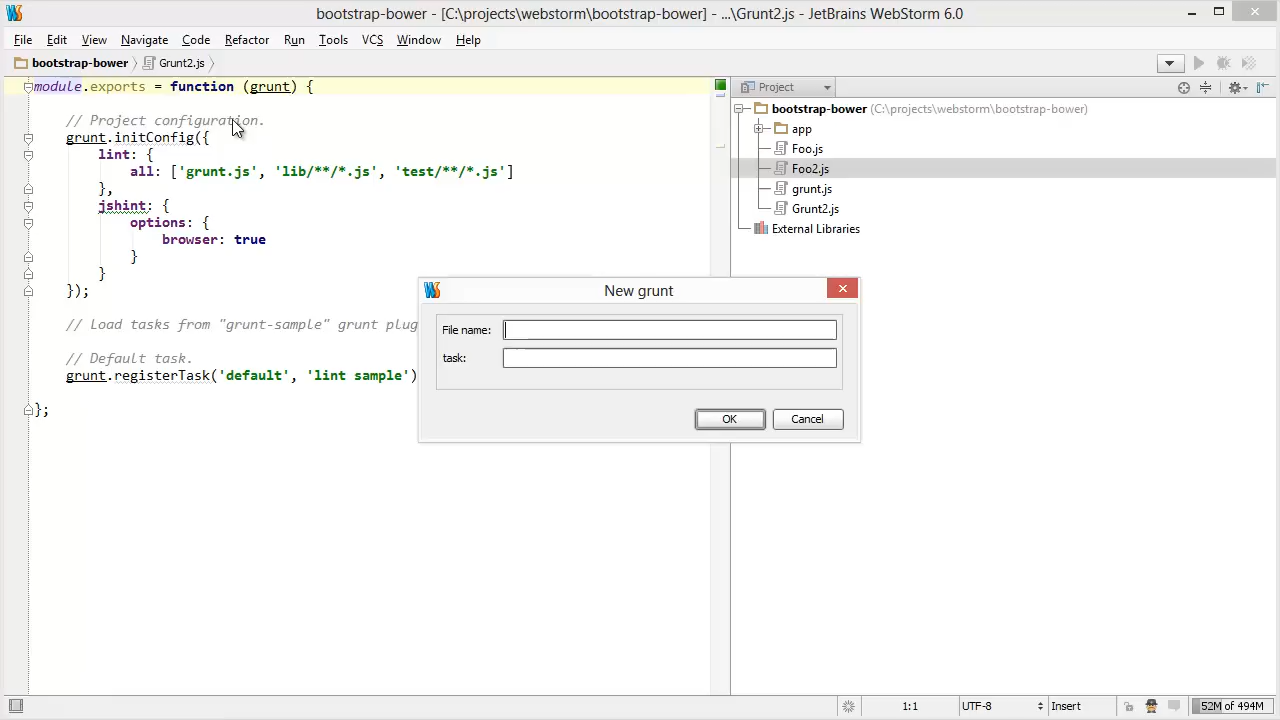 bootstrap-bower - [C:\projects\webstorm\bootstrap-bower] - ...\Grunt2.js - JetBrains WebStorm 6.0
File Edit View Navigate Code Refactor Run Tools VCS Window Help
bootstrap-bower Grunt2.js
module.exports = function (grunt) {
// Project configuration.
grunt.initConfig({
lint: {
all: ['grunt.js', 'lib/**/*.js', 'test/**/*.js']
},
jshint: {
options: {
browser: true
}
}
});
// Load tasks from "grunt-sample" grunt plug
// Default task.
grunt.registerTask('default', 'lint sample')
};
Project
bootstrap-bower (C:\projects\webstorm\bootstrap-bower)
app
Foo.js
Foo2.js
grunt.js
Grunt2.js
External Libraries
New grunt
File name:
task:
OK Cancel
1:1 UTF-8 Insert 52M of 494M